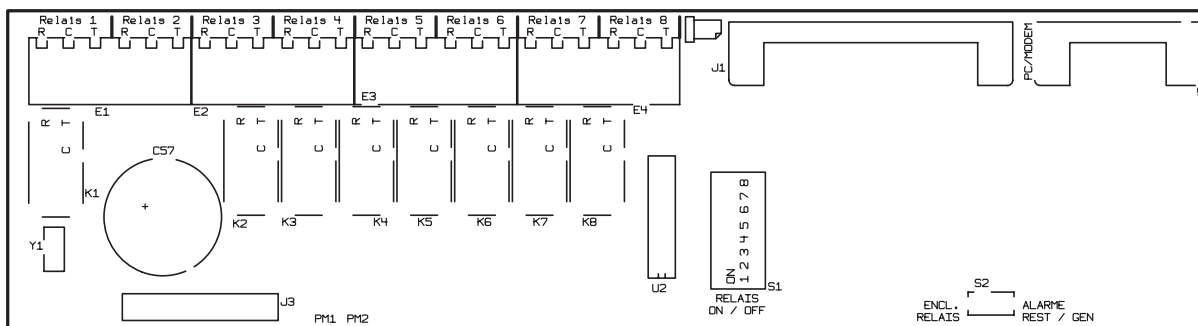 Relais 1 Relais 2 Relais 3 Relais 4 Relais 5 Relais 6 Relais 7 Relais 8
R C T R C T R C T R C T R C T R C T R C T R C T
J1
PC/MODEM
E1 E2 E3 E4
R T C
R T C
R T C
R T C
R T C
R T C
R T C
R T C
C57
+
K1
K2 K3 K4 K5 K6 K7 K8
Y1
J3
PM1 PM2
U2
ON
1 2 3 4 5 6 7 8
S1
RELAIS
ON / OFF
S2
ENCL.
RELAIS
ALARME
REST / GEN